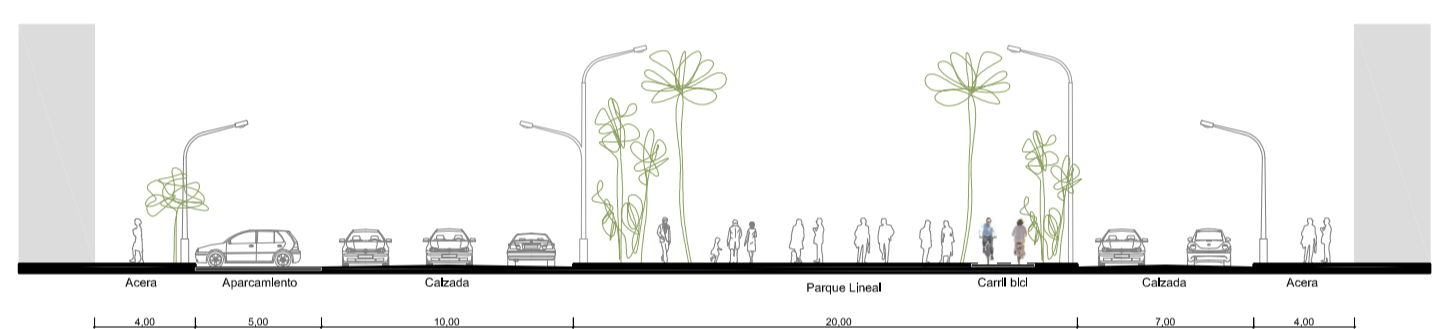 Acera Aparcamiento Calzada Parque Lineal Carril bici Calzada Acera
4,00 5,00 10,00 20,00 7,00 4,00